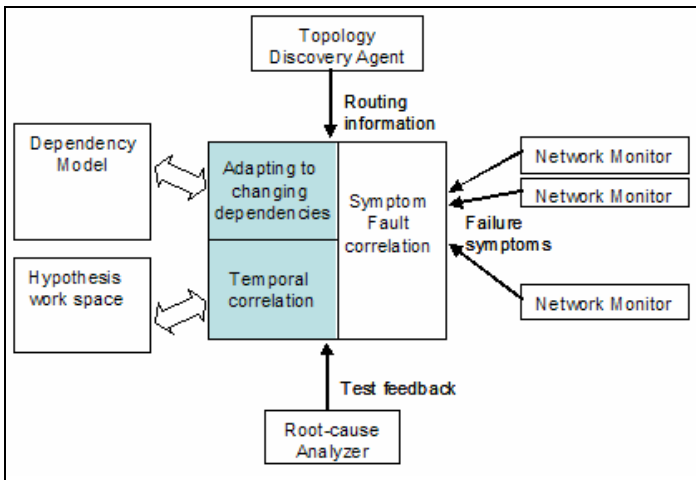 Topology
Discovery Agent
Routing
information
Dependency
Model
Adapting to
changing
dependencies
Symptom
Fault
correlation
Network Monitor
Network Monitor
Failure
symptoms
Hypothesis
work space
Temporal
correlation
Network Monitor
Test feedback
Root-cause
Analyzer